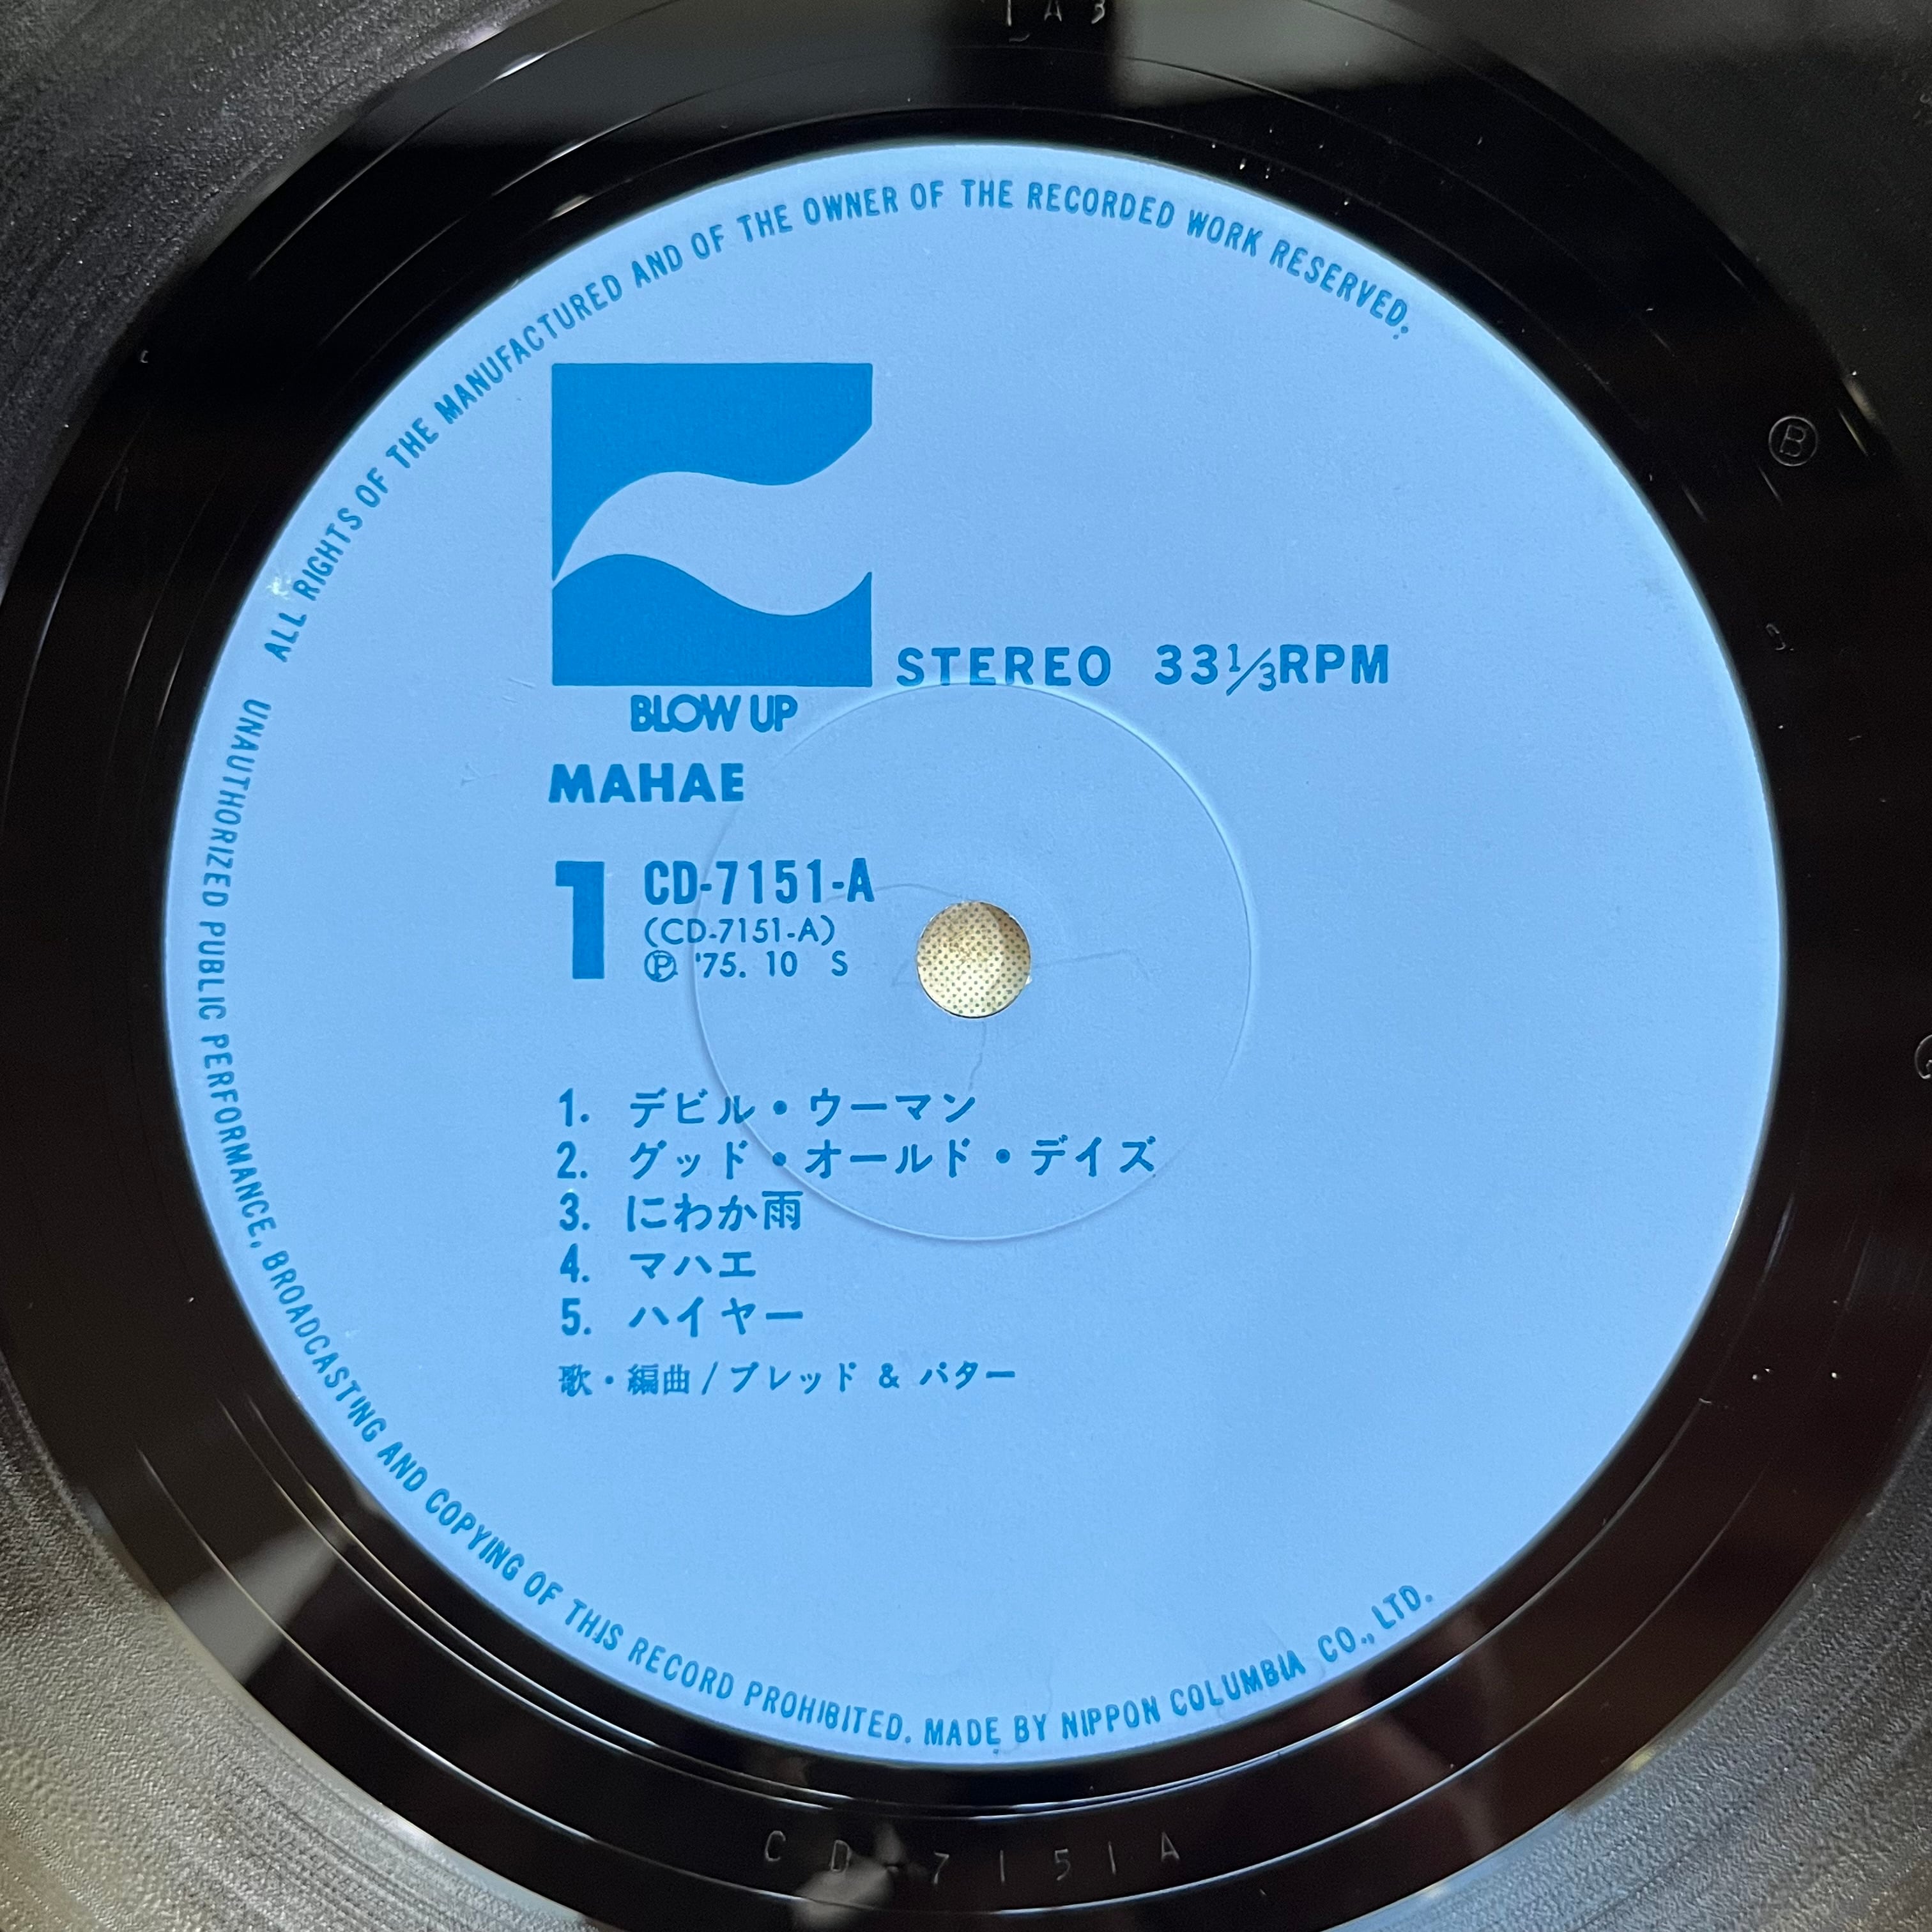 ALL RIGHTS OF THE MANUFACTURED AND OF THE OWNER OF THE RECORDED WORK RESERVED.
BLOW UP
STEREO 33⅓RPM
MAHAE
1
CD-7151-A
(CD-7151-A)
Ⓟ '75. 10 S
1. デビル・ウーマン
2. グッド・オールド・デイズ
3. にわか雨
4. マハエ
5. ハイヤー
歌・編曲/ブレッド & バター
UNAUTHORIZED PUBLIC PERFORMANCE, BROADCASTING AND COPYING OF THIS RECORD PROHIBITED. MADE BY NIPPON COLUMBIA CO., LTD.
Ⓑ
CD-7151A